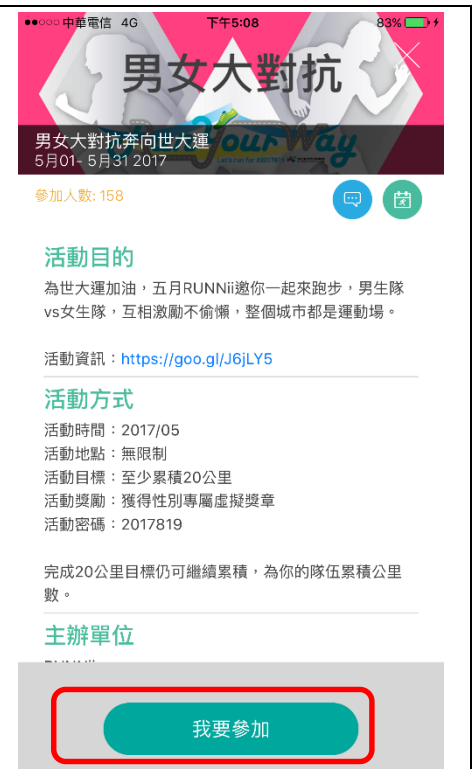 中華電信 4G 下午5:08 83%
男女大對抗
Run Your Way
男女大對抗奔向世大運
5月01- 5月31 2017
參加人數: 158
活動目的
為世大運加油，五月RUNNii邀你一起來跑步，男生隊
vs女生隊，互相激勵不偷懶，整個城市都是運動場。
活動資訊：https://goo.gl/J6jLY5
活動方式
活動時間：2017/05
活動地點：無限制
活動目標：至少累積20公里
活動獎勵：獲得性別專屬虛擬獎章
活動密碼：2017819
完成20公里目標仍可繼續累積，為你的隊伍累積公里
數。
主辦單位
我要參加